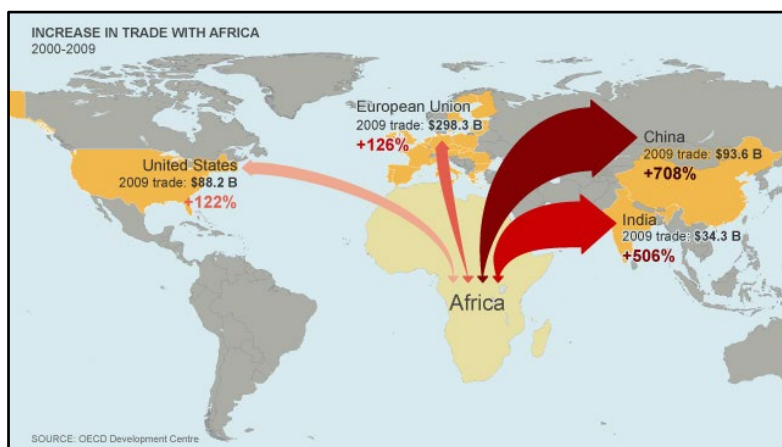 INCREASE IN TRADE WITH AFRICA
2000-2009
European Union
2009 trade: $298.3 B
+126%
China
2009 trade: $93.6 B
+708%
United States
2009 trade: $88.2 B
+122%
India
2009 trade: $34.3 B
+506%
Africa
SOURCE: OECD Development Centre